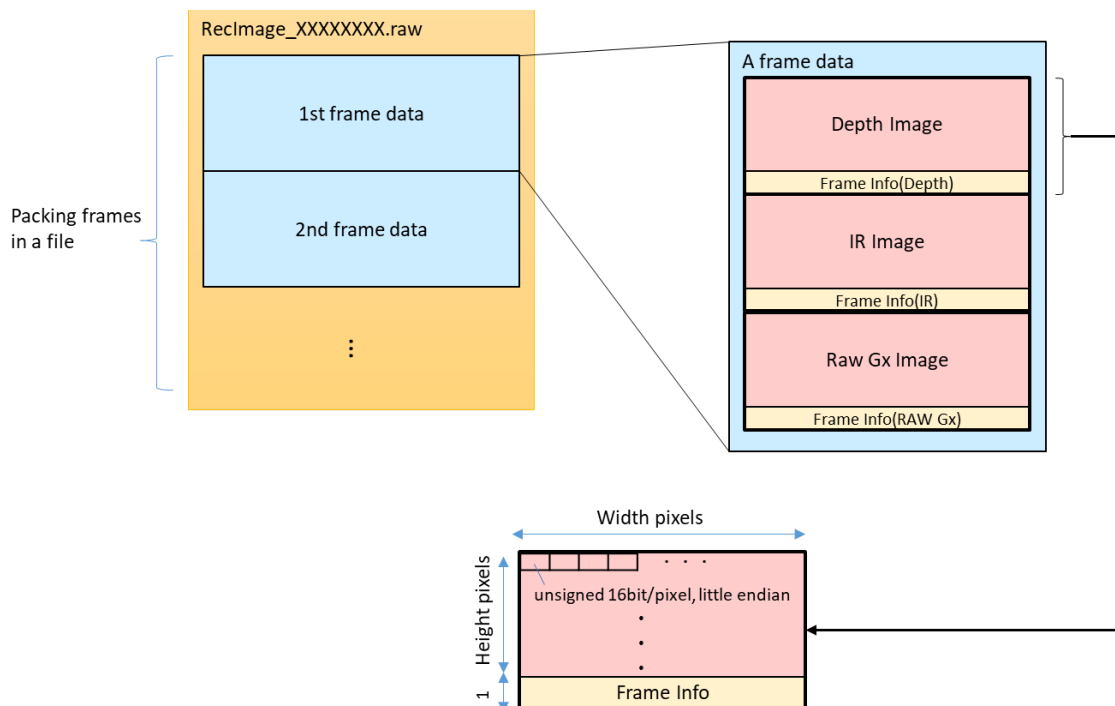 RecImage_XXXXXXXX.raw
1st frame data
2nd frame data
⋮
Packing frames
in a file
A frame data
Depth Image
Frame Info(Depth)
IR Image
Frame Info(IR)
Raw Gx Image
Frame Info(RAW Gx)
Width pixels
. . .
Height pixels
unsigned 16bit/pixel, little endian
1
Frame Info